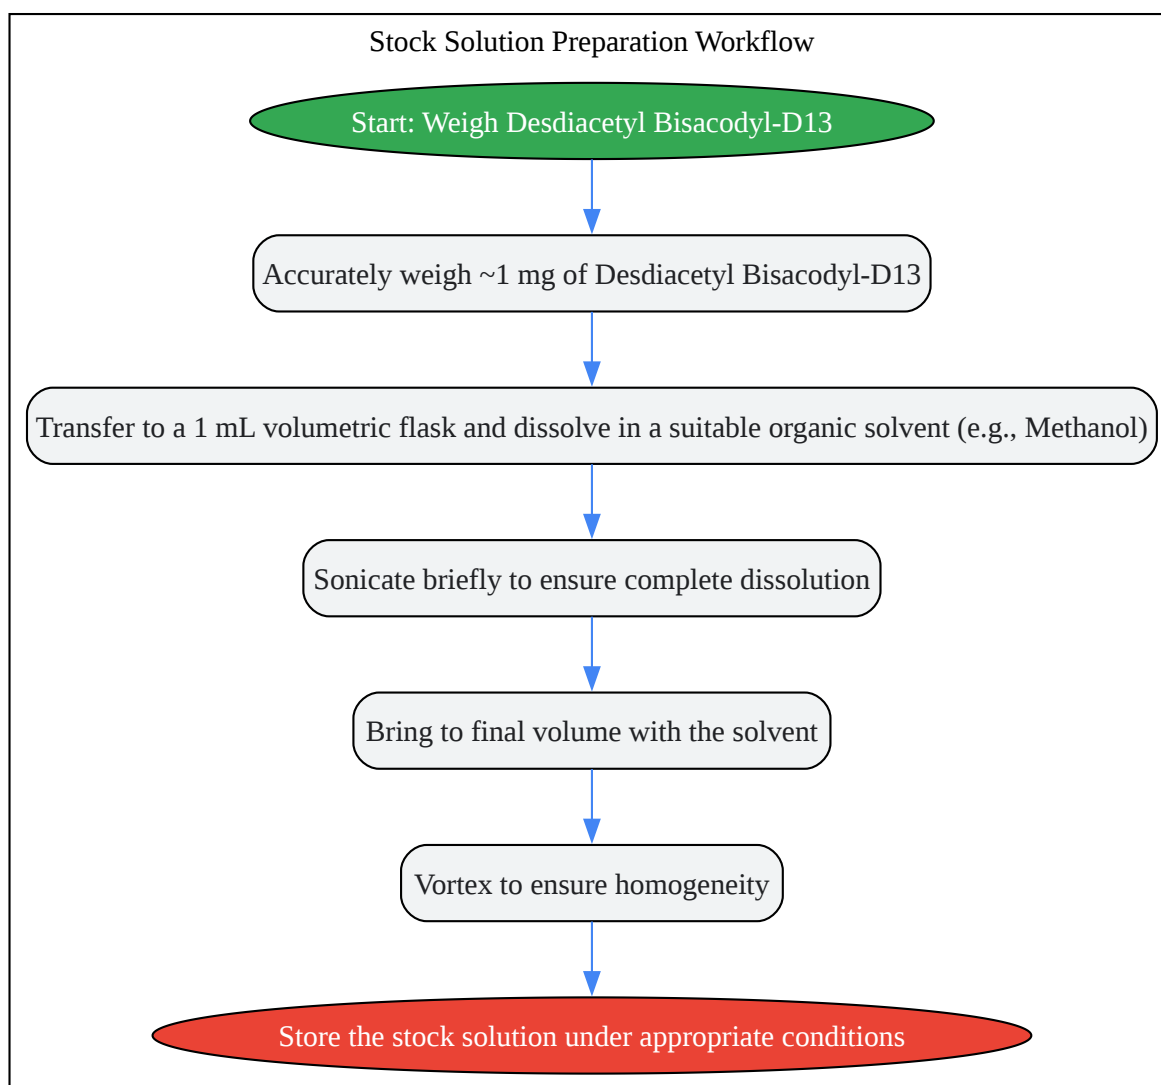 Stock Solution Preparation Workflow
Start: Weigh Desdiacetyl Bisacodyl-D13
Accurately weigh ~1 mg of Desdiacetyl Bisacodyl-D13
Transfer to a 1 mL volumetric flask and dissolve in a suitable organic solvent (e.g., Methanol)
Sonicate briefly to ensure complete dissolution
Bring to final volume with the solvent
Vortex to ensure homogeneity
Store the stock solution under appropriate conditions